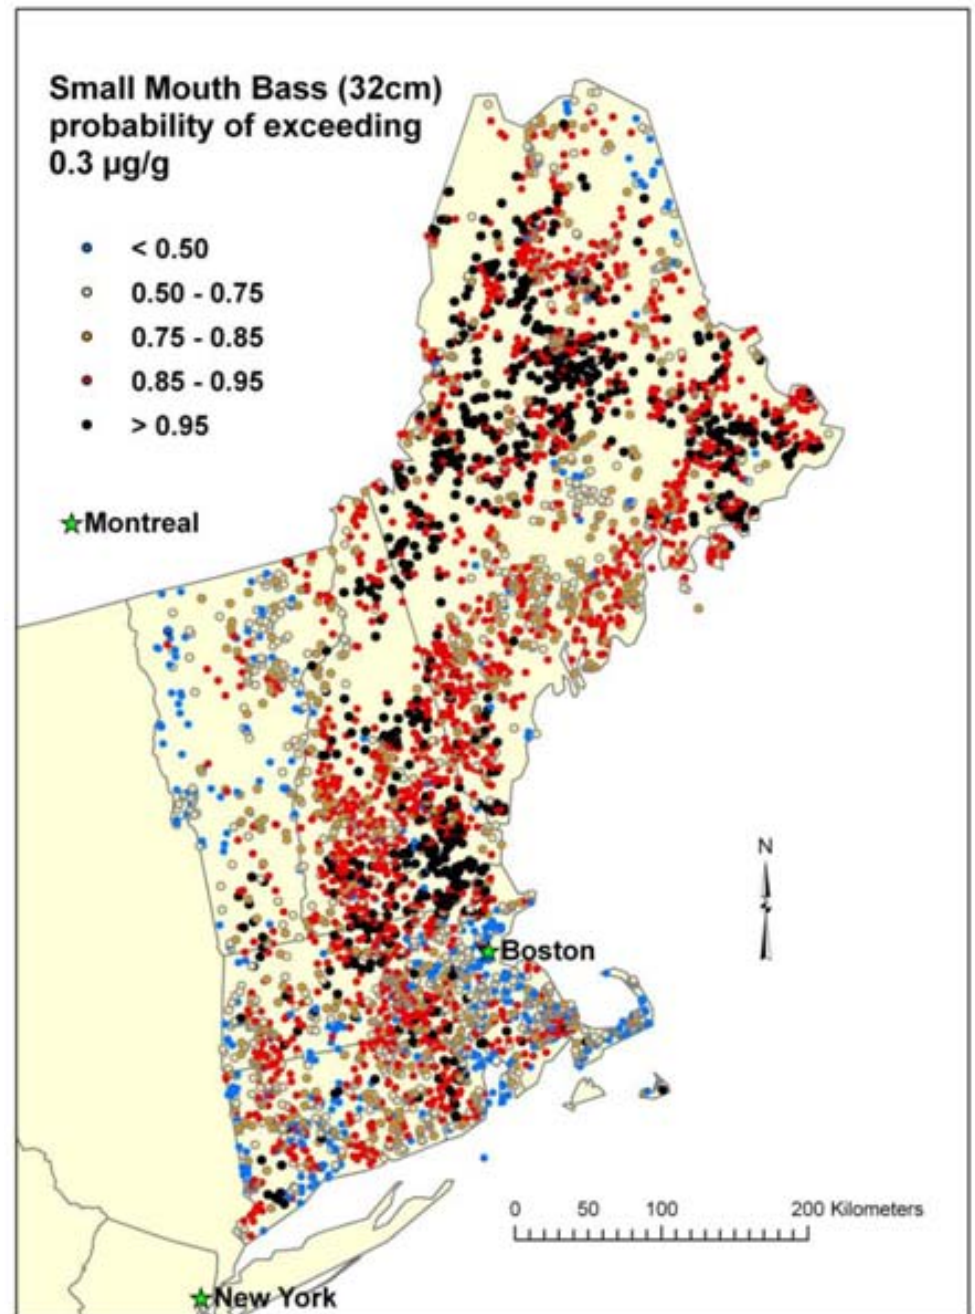 Small Mouth Bass (32cm)
probability of exceeding
0.3 µg/g
< 0.50
0.50 - 0.75
0.75 - 0.85
0.85 - 0.95
> 0.95
Montreal
N
Boston
0 50 100 200 Kilometers
New York